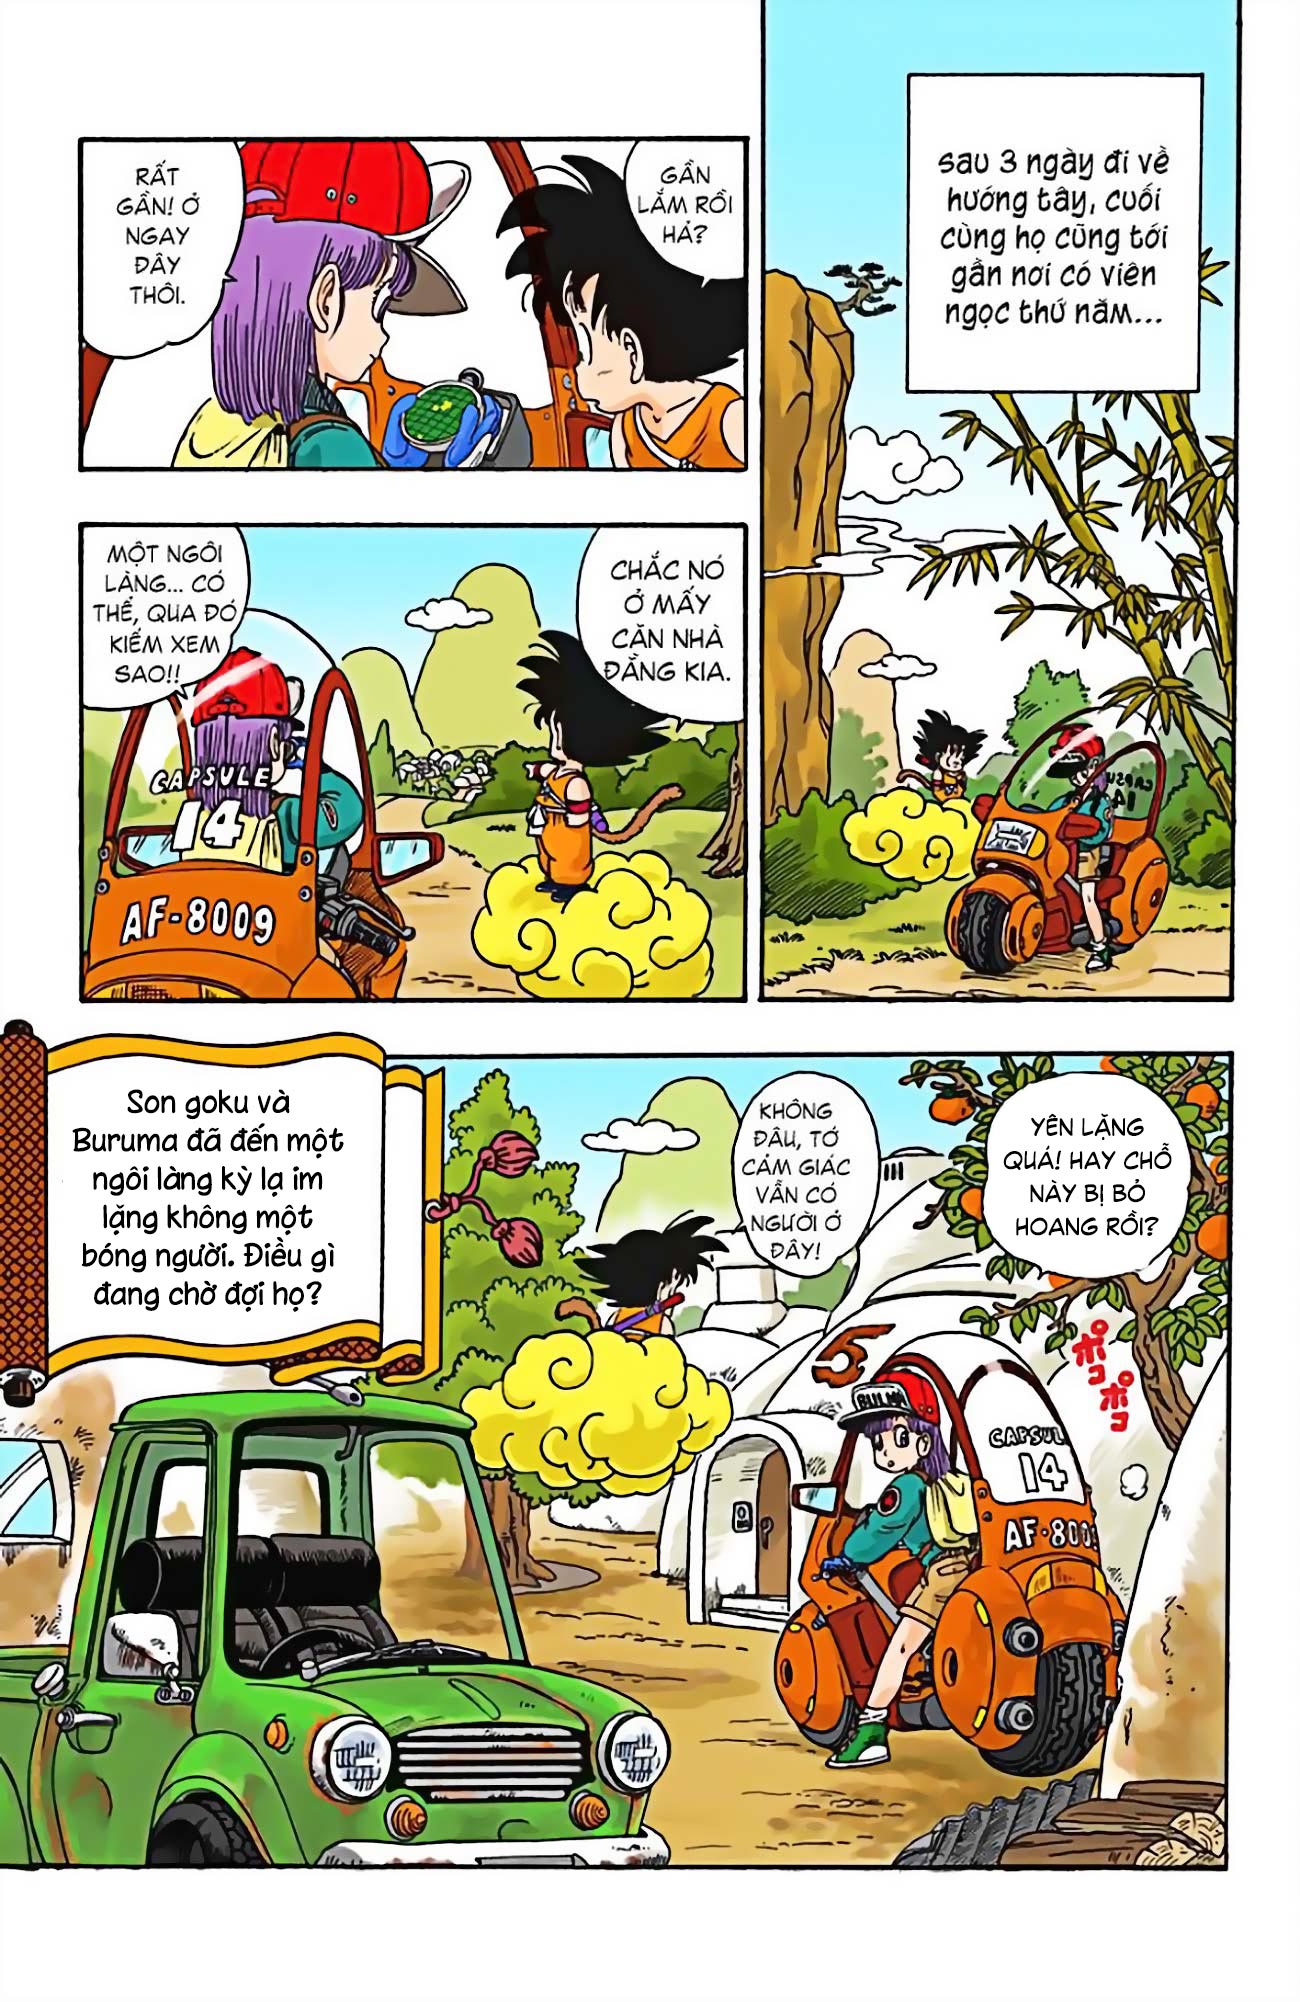 sau 3 ngày đi về
hướng tây, cuối
cùng họ cũng tới
gần nơi có viên
ngọc thứ năm...
GẦN
LẮM RỒI
HẢ?
RẤT
GẦN! Ở
NGAY
ĐÂY
THÔI.
CHẮC NÓ
Ở MẤY
CĂN NHÀ
ĐẰNG KIA.
MỘT NGÔI
LÀNG... CÓ
THỂ, QUA ĐÓ
KIẾM XEM
SAO!!
CAPSULE
14
AF-8009
Son goku và
Buruma đã đến một
ngôi làng kỳ lạ im
lặng không một
bóng người. Điều gì
đang chờ đợi họ?
YÊN LẶNG
QUÁ! HAY CHỖ
NÀY BỊ BỎ
HOANG RỒI?
KHÔNG
ĐÂU, TỚ
CẢM GIÁC
VẪN CÓ
NGƯỜI Ở
ĐÂY!
5
BULMA
CAPSUL
14
AF-8009
ポコポコ